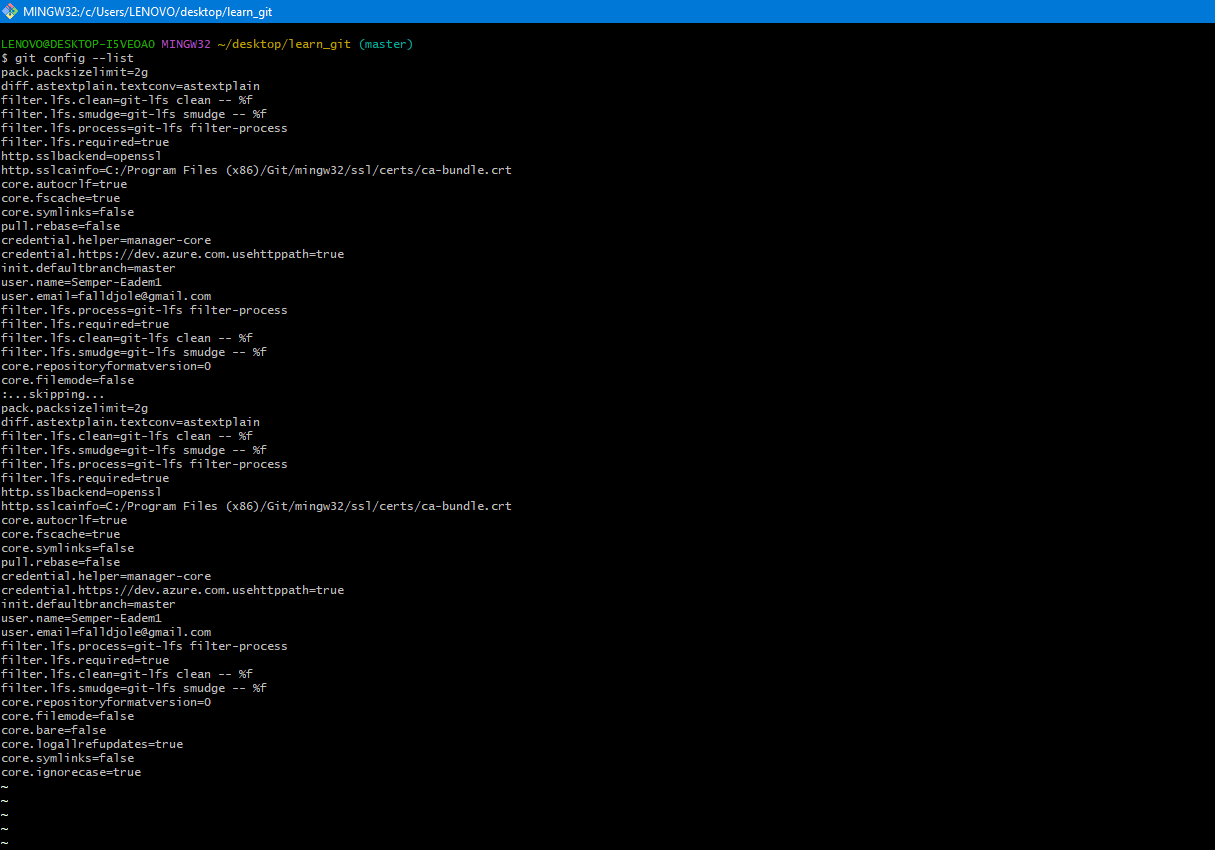 MINGW32:/c/Users/LENOVO/desktop/learn_git
LENOVO@DESKTOP-I5VEOAO MINGW32 ~/desktop/learn_git (master)
$ git config --list
pack.packsizelimit=2g
diff.astextplain.textconv=astextplain
filter.lfs.clean=git-lfs clean -- %f
filter.lfs.smudge=git-lfs smudge -- %f
filter.lfs.process=git-lfs filter-process
filter.lfs.required=true
http.sslbackend=openssl
http.sslcainfo=C:/Program Files (x86)/Git/mingw32/ssl/certs/ca-bundle.crt
core.autocrlf=true
core.fscache=true
core.symlinks=false
pull.rebase=false
credential.helper=manager-core
credential.https://dev.azure.com.usehttppath=true
init.defaultbranch=master
user.name=Semper-Eadem1
user.email=falldjole@gmail.com
filter.lfs.process=git-lfs filter-process
filter.lfs.required=true
filter.lfs.clean=git-lfs clean -- %f
filter.lfs.smudge=git-lfs smudge -- %f
core.repositoryformatversion=0
core.filemode=false
:...skipping...
pack.packsizelimit=2g
diff.astextplain.textconv=astextplain
filter.lfs.clean=git-lfs clean -- %f
filter.lfs.smudge=git-lfs smudge -- %f
filter.lfs.process=git-lfs filter-process
filter.lfs.required=true
http.sslbackend=openssl
http.sslcainfo=C:/Program Files (x86)/Git/mingw32/ssl/certs/ca-bundle.crt
core.autocrlf=true
core.fscache=true
core.symlinks=false
pull.rebase=false
credential.helper=manager-core
credential.https://dev.azure.com.usehttppath=true
init.defaultbranch=master
user.name=Semper-Eadem1
user.email=falldjole@gmail.com
filter.lfs.process=git-lfs filter-process
filter.lfs.required=true
filter.lfs.clean=git-lfs clean -- %f
filter.lfs.smudge=git-lfs smudge -- %f
core.repositoryformatversion=0
core.filemode=false
core.bare=false
core.logallrefupdates=true
core.symlinks=false
core.ignorecase=true
~
~
~
~
~